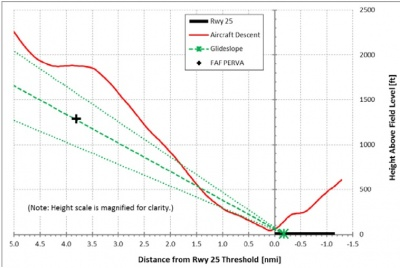 2500
2000
1500
1000
500
0
Height Above Field Level [ft]
Rwy 25
Aircraft Descent
Glideslope
FAF PERVA
(Note: Height scale is magnified for clarity.)
5.0 4.5 4.0 3.5 3.0 2.5 2.0 1.5 1.0 0.5 0.0 -0.5 -1.0 -1.5
Distance from Rwy 25 Threshold [nmi]